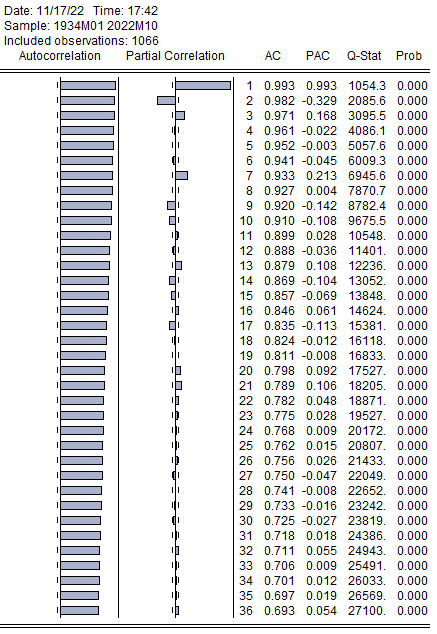 Date: 11/17/22 Time: 17:42
Sample: 1934M01 2022M10
Included observations: 1066
Autocorrelation Partial Correlation AC PAC Q-Stat Prob
1 0.993 0.993 1054.3 0.000
2 0.982 -0.329 2085.6 0.000
3 0.971 0.168 3095.5 0.000
4 0.961 -0.022 4086.1 0.000
5 0.952 -0.003 5057.6 0.000
6 0.941 -0.045 6009.3 0.000
7 0.933 0.213 6945.6 0.000
8 0.927 0.004 7870.7 0.000
9 0.920 -0.142 8782.4 0.000
10 0.910 -0.108 9675.5 0.000
11 0.899 0.028 10548. 0.000
12 0.888 -0.036 11401. 0.000
13 0.879 0.108 12236. 0.000
14 0.869 -0.104 13052. 0.000
15 0.857 -0.069 13848. 0.000
16 0.846 0.061 14624. 0.000
17 0.835 -0.113 15381. 0.000
18 0.824 -0.012 16118. 0.000
19 0.811 -0.008 16833. 0.000
20 0.798 0.092 17527. 0.000
21 0.789 0.106 18205. 0.000
22 0.782 0.048 18871. 0.000
23 0.775 0.028 19527. 0.000
24 0.768 0.009 20172. 0.000
25 0.762 0.015 20807. 0.000
26 0.756 0.026 21433. 0.000
27 0.750 -0.047 22049. 0.000
28 0.741 -0.008 22652. 0.000
29 0.733 -0.016 23242. 0.000
30 0.725 -0.027 23819. 0.000
31 0.718 0.018 24386. 0.000
32 0.711 0.055 24943. 0.000
33 0.706 0.009 25491. 0.000
34 0.701 0.012 26033. 0.000
35 0.697 0.019 26569. 0.000
36 0.693 0.054 27100. 0.000